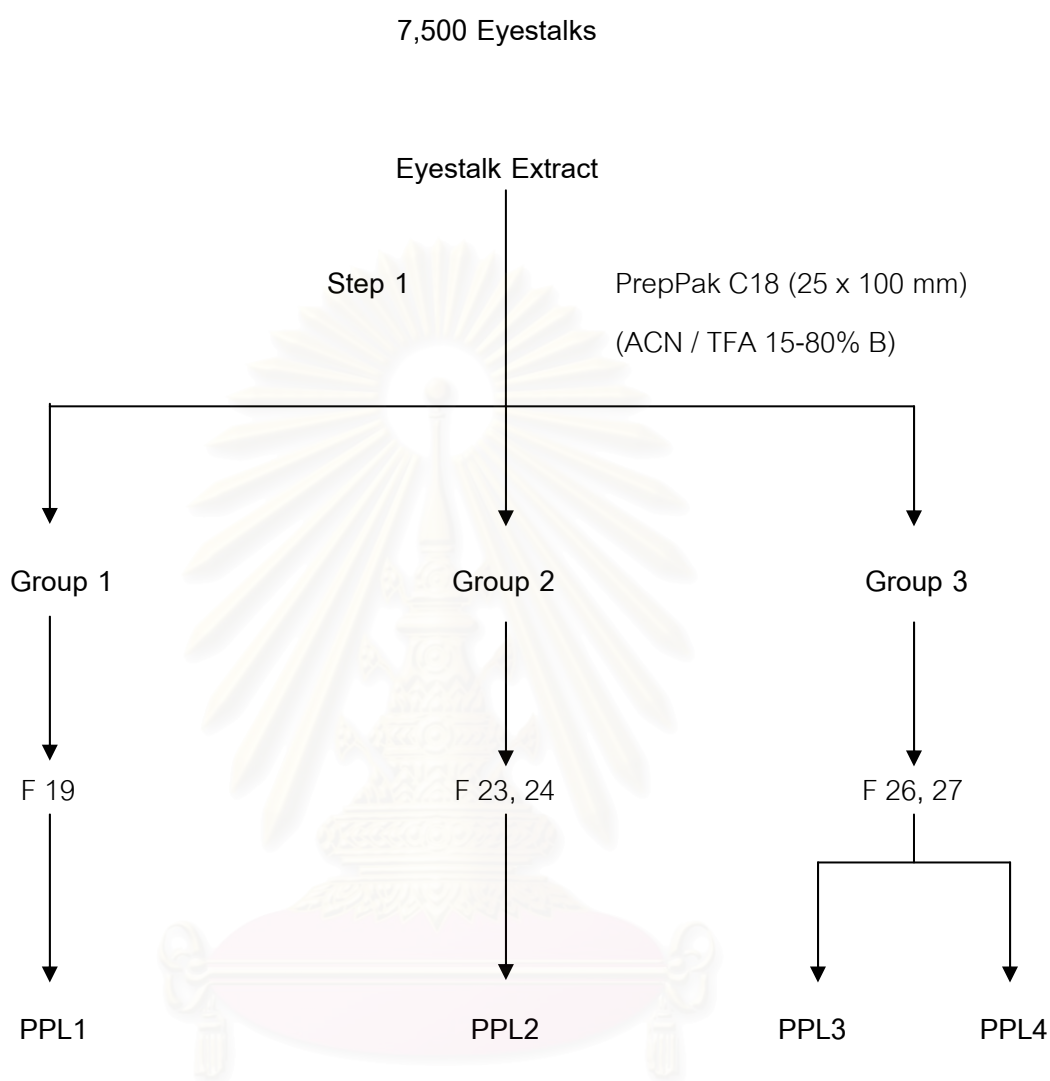 7,500 Eyestalks
Eyestalk Extract
Step 1
PrepPak C18 (25 x 100 mm)
(ACN / TFA 15-80% B)
Group 1
Group 2
Group 3
F 19
F 23, 24
F 26, 27
PPL1
PPL2
PPL3
PPL4